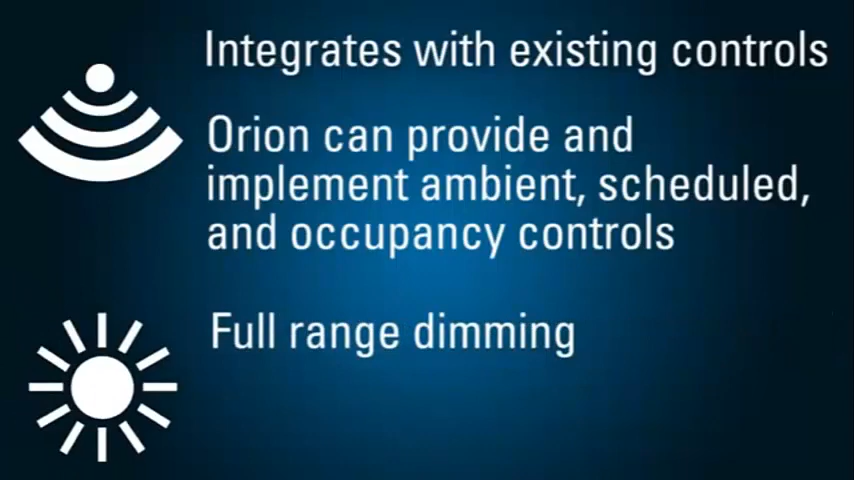 Integrates with existing controls
Orion can provide and
implement ambient, scheduled,
and occupancy controls
Full range dimming